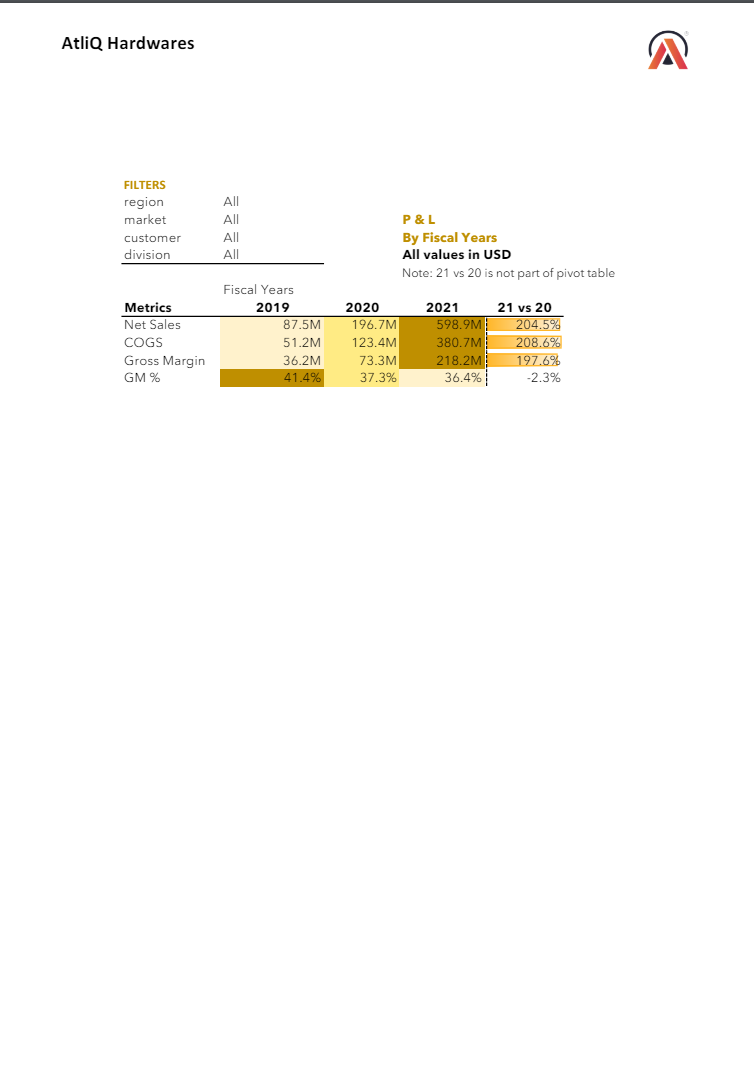 AtliQ Hardwares
FILTERS
region All
market All
customer All
division All
P & L
By Fiscal Years
All values in USD
Note: 21 vs 20 is not part of pivot table
Fiscal Years
Metrics 2019 2020 2021 21 vs 20
Net Sales 87.5M 196.7M 598.9M 204.5%
COGS 51.2M 123.4M 380.7M 208.6%
Gross Margin 36.2M 73.3M 218.2M 197.6%
GM % 41.4% 37.3% 36.4% -2.3%